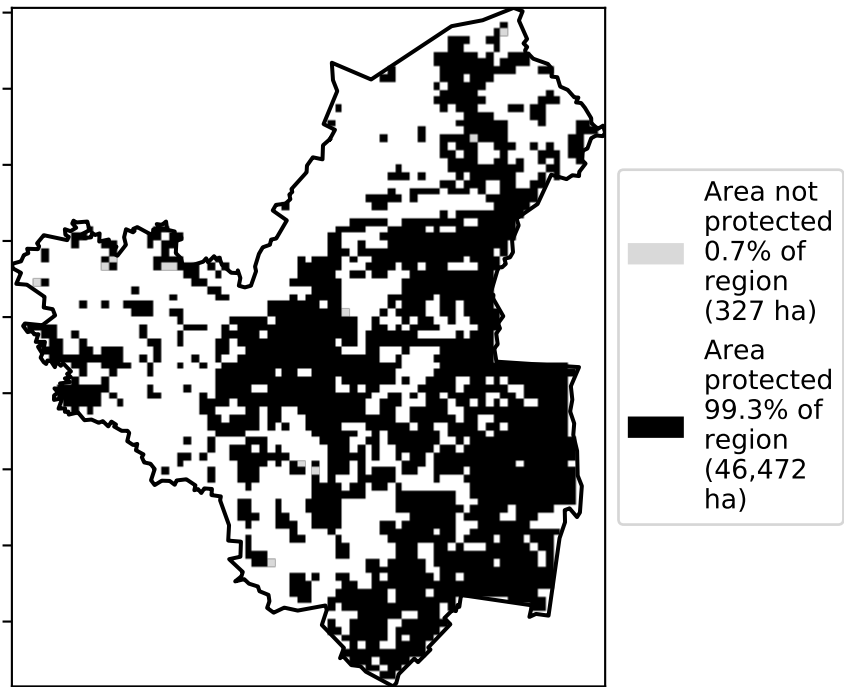 Area not
protected
0.7% of
region
(327 ha)
Area
protected
99.3% of
region
(46,472
ha)